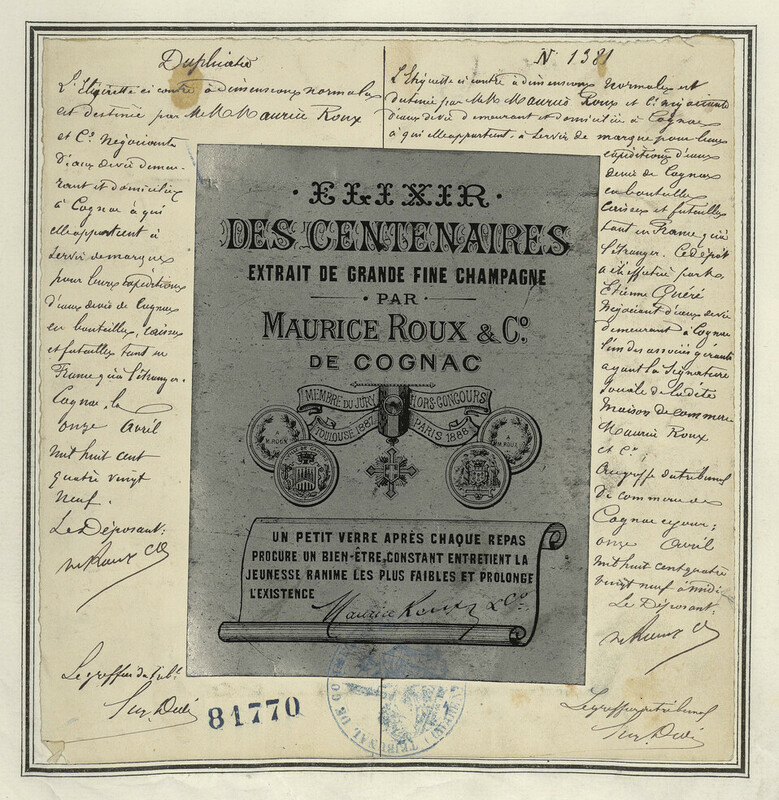 Duplicata
L'Etiquette ci contre à dimensions normales
est destinée par MM Maurice Roux
et Cⁱᵉ Négociants
d'eaux de vie demeu-
rant et domiciliés
à Cognac à qui
elle appartient à
servir de marque
pour leurs expéditions
d'eaux de vie de Cognac
en bouteilles, caisses
et futailles tant en
France qu'à l'étranger.
Cognac, le
onze Avril
mil huit cent
quatre vingt
neuf.
Le Déposant:
Le greffier du
81770
ELIXIR
DES CENTENAIRES
EXTRAIT DE GRANDE FINE CHAMPAGNE
PAR
MAURICE ROUX & Cº.
DE COGNAC
MEMBRE DU JURY HORS CONCOURS
TOULOUSE 1887 PARIS 1888
A M. ROUX
A M. ROUX
UN PETIT VERRE APRÈS CHAQUE REPAS
PROCURE UN BIEN-ÊTRE CONSTANT ENTRETIENT LA
JEUNESSE RANIME LES PLUS FAIBLES ET PROLONGE
L'EXISTENCE
Maurice Roux & Cº
TRIBUNAL DE COM
N° 1381
L'Etiquette ci contre à dimensions normales est
destinée par MM Maurice Roux et Cⁱᵉ négociants
d'eaux de vie demeurant et domiciliés à Cognac
à qui elle appartient à servir de marque pour leurs
expéditions d'eaux
de vie de Cognac
en bouteilles
caisses et futailles
tant en France qu'à
l'étranger. Ce dépôt
a été effectué par M.
Etienne Quéré
Négociant d'eaux de vie
demeurant à Cognac
l'un des associés gérants
ayant la signature
sociale de la dite
Maison de commerce
Maurice Roux
et Cⁱᵉ
Au greffe du tribunal
de commerce de
Cognac ce jour;
onze Avril
mil huit cent quatre
vingt neuf à midi
Le Déposant:
Le greffier du tribunal